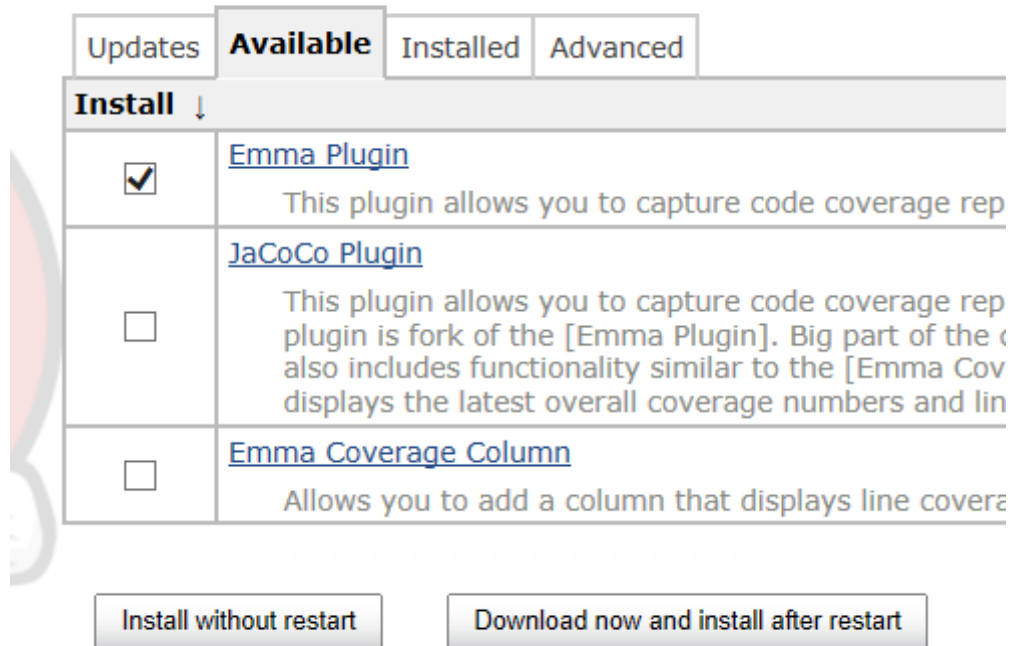 Updates Available Installed Advanced
Install ↓
Emma Plugin
This plugin allows you to capture code coverage rep
JaCoCo Plugin
This plugin allows you to capture code coverage rep
plugin is fork of the [Emma Plugin]. Big part of the
also includes functionality similar to the [Emma Cov
displays the latest overall coverage numbers and lin
Emma Coverage Column
Allows you to add a column that displays line covera
Install without restart Download now and install after restart